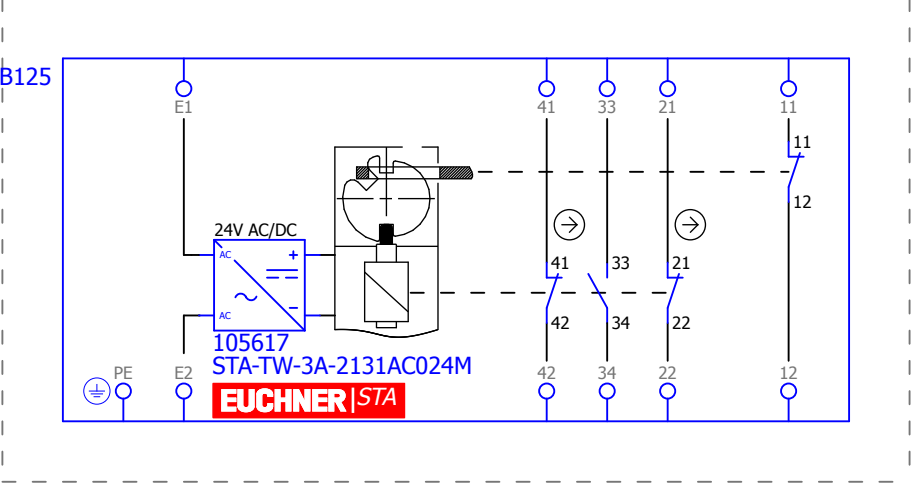 B125
E1
41
33
21
11
11
12
24V AC/DC
AC
+
AC
-
41
33
21
42
34
22
105617
STA-TW-3A-2131AC024M
EUCHNER|STA
PE
E2
42
34
22
12